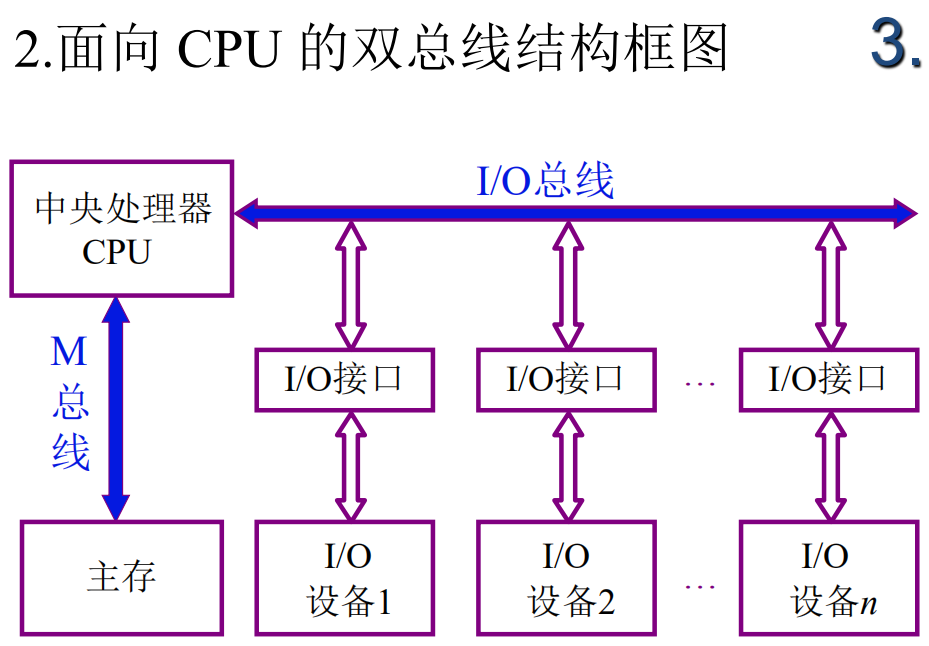 2.面向 CPU 的双总线结构框图
3.
I/O总线
中央处理器
CPU
M
总
线
I/O接口
I/O接口
…
I/O接口
主存
I/O
设备1
I/O
设备2
…
I/O
设备n